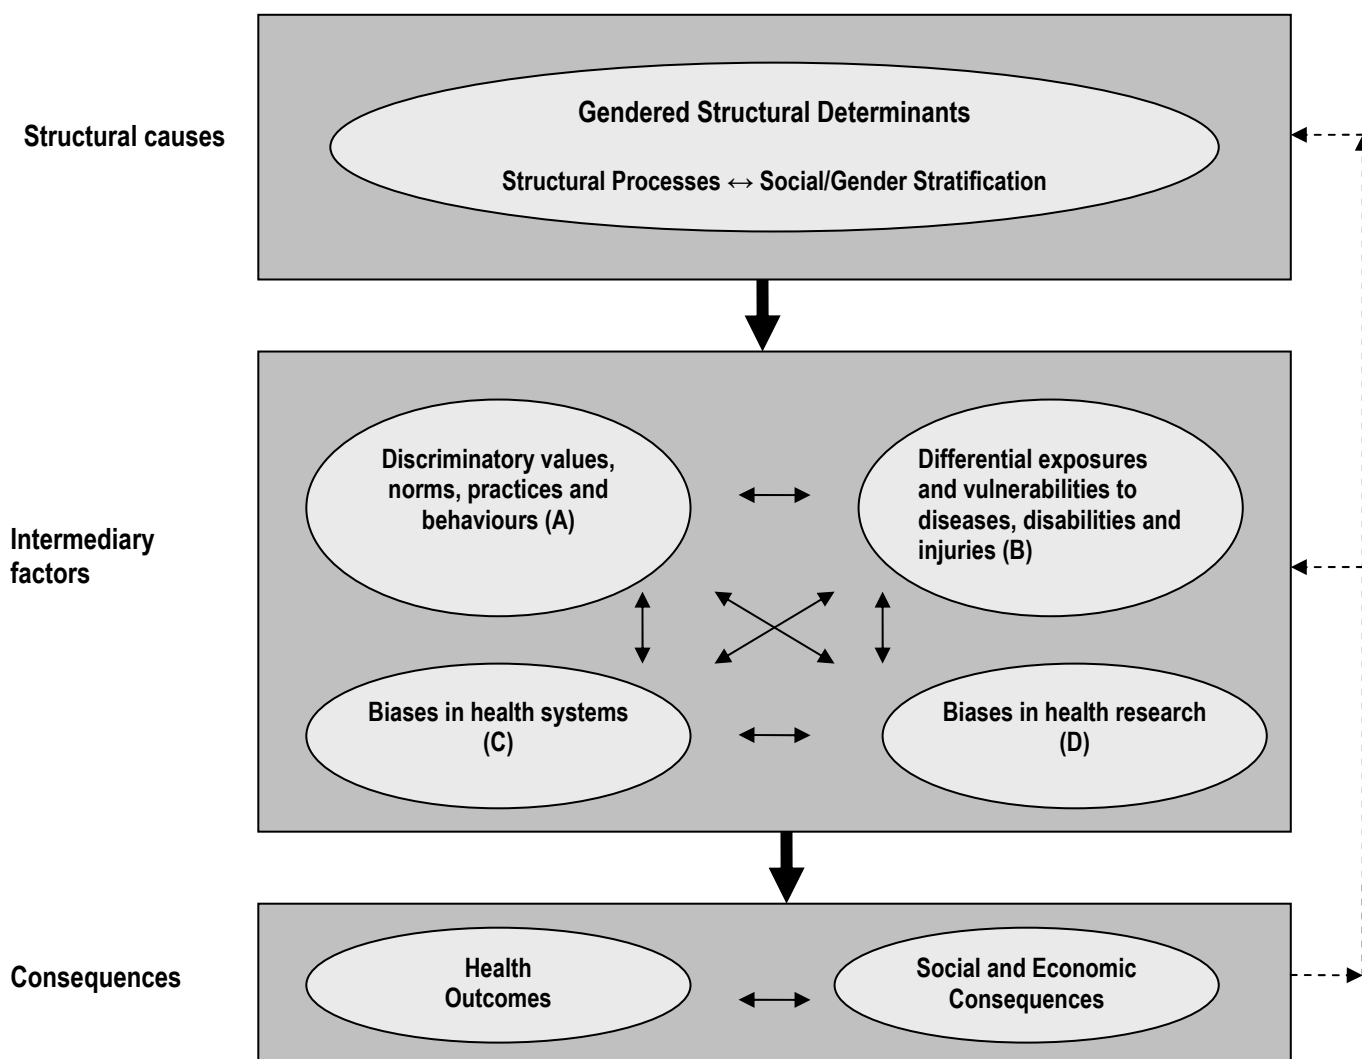 Structural causes
Gendered Structural Determinants
Structural Processes ↔ Social/Gender Stratification
Intermediary
factors
Discriminatory values,
norms, practices and
behaviours (A)
Differential exposures
and vulnerabilities to
diseases, disabilities and
injuries (B)
Biases in health systems
(C)
Biases in health research
(D)
Consequences
Health
Outcomes
Social and Economic
Consequences